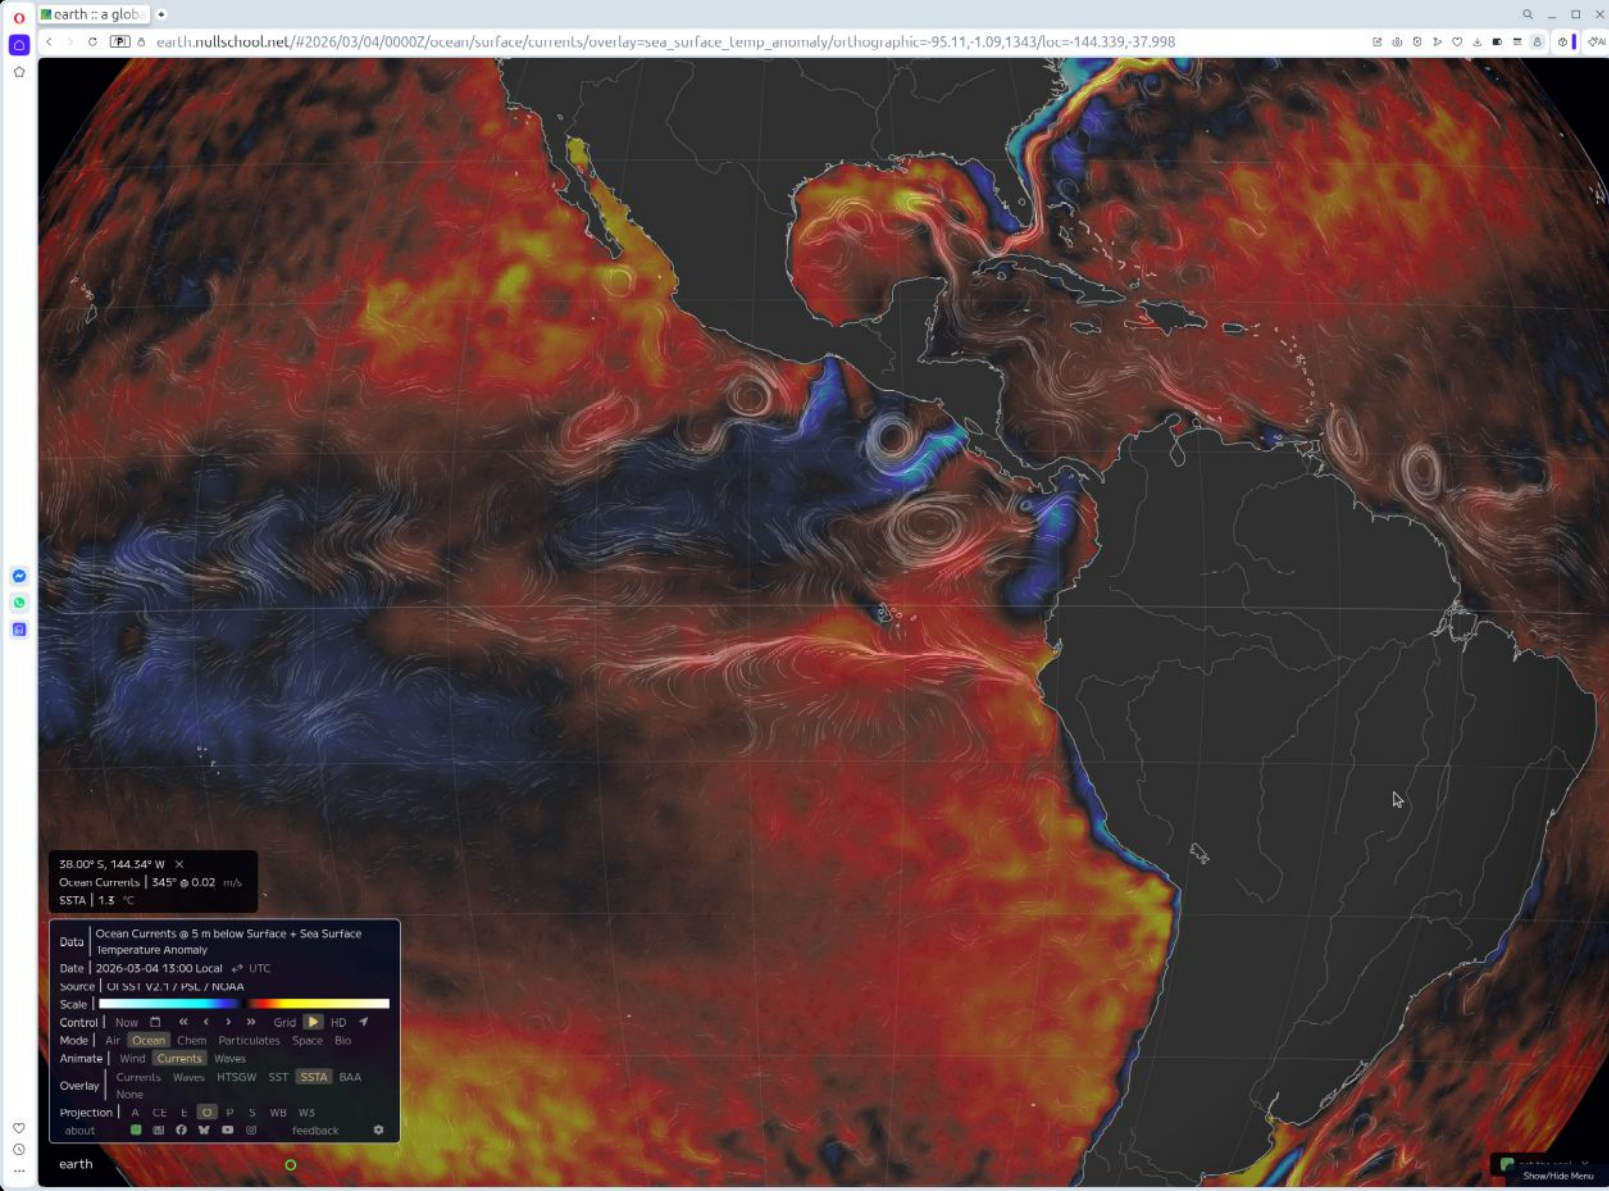 earth :: a globa
earth.nullschool.net/#2026/03/04/0000Z/ocean/surface/currents/overlay=sea_surface_temp_anomaly/orthographic=-95.11,-1.09,1343/loc=-144.339,-37.998
AI
38.00° S, 144.34° W ×
Ocean Currents | 345° @ 0.02 m/s
SSTA | 1.3 °C
Data | Ocean Currents @ 5 m below Surface + Sea Surface
Temperature Anomaly
Date | 2026-03-04 13:00 Local ⇄ UTC
Source | OI SST V2.1 / PSL / NOAA
Scale |
Control | Now « ‹ › » Grid HD
Mode | Air Ocean Chem Particulates Space Bio
Animate | Wind Currents Waves
Overlay | Currents Waves HTSGW SST SSTA BAA
None
Projection | A CE E O P S WB W3
about feedback
earth
Show/Hide Menu